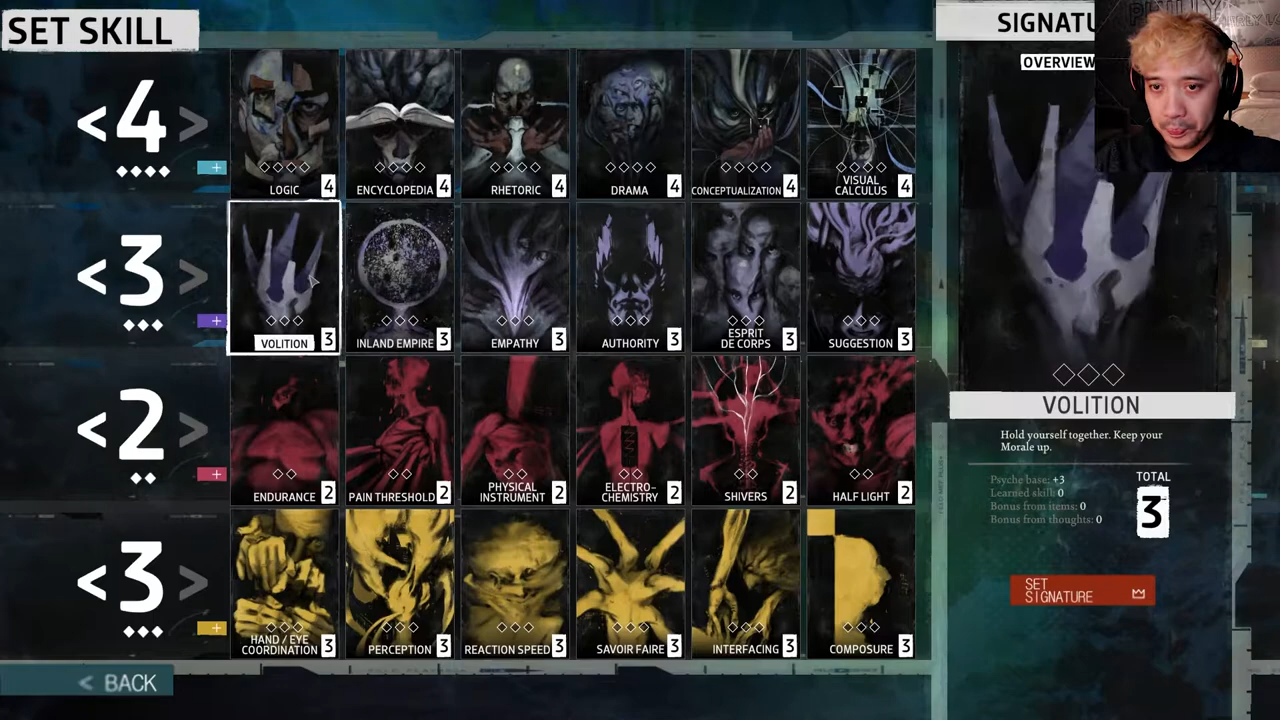 SET SKILL
SIGNATU
OVERVIEW
< 4 >
LOGIC 4
ENCYCLOPEDIA 4
RHETORIC 4
DRAMA 4
CONCEPTUALIZATION 4
VISUAL
CALCULUS 4
< 3 >
VOLITION 3
INLAND EMPIRE 3
EMPATHY 3
AUTHORITY 3
ESPRIT
DE CORPS 3
SUGGESTION 3
< 2 >
ENDURANCE 2
PAIN THRESHOLD 2
PHYSICAL
INSTRUMENT 2
ELECTRO-
CHEMISTRY 2
SHIVERS 2
HALF LIGHT 2
< 3 >
HAND / EYE
COORDINATION 3
PERCEPTION 3
REACTION SPEED 3
SAVOIR FAIRE 3
INTERFACING 3
COMPOSURE 3
VOLITION
Hold yourself together. Keep your
Morale up.
Psyche base: +3
Learned skill: 0
Bonus from items: 0
Bonus from thoughts: 0
TOTAL
3
SET
SIGNATURE
< BACK